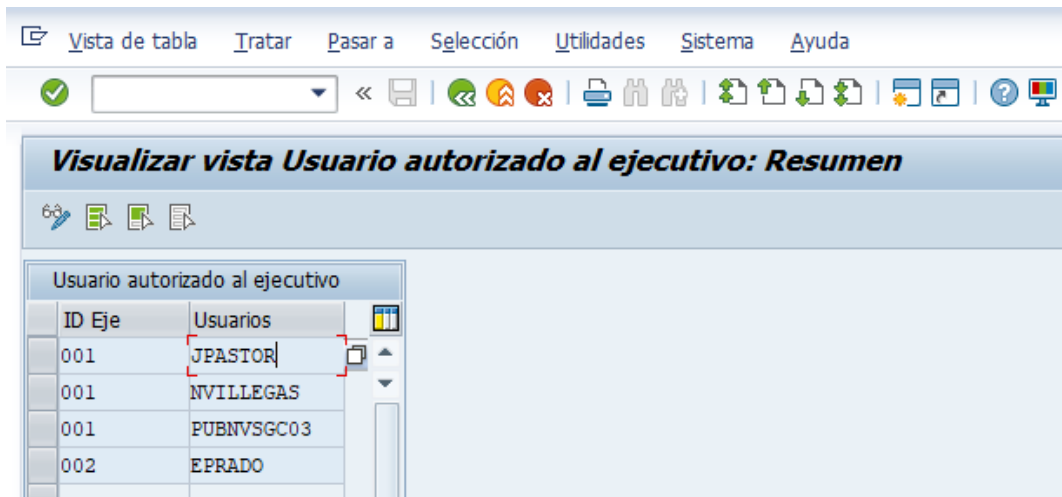 Vista de tabla Tratar Pasar a Selección Utilidades Sistema Ayuda
Visualizar vista Usuario autorizado al ejecutivo: Resumen
Usuario autorizado al ejecutivo
ID Eje Usuarios
001 JPASTOR
001 NVILLEGAS
001 PUBNVSGC03
002 EPRADO